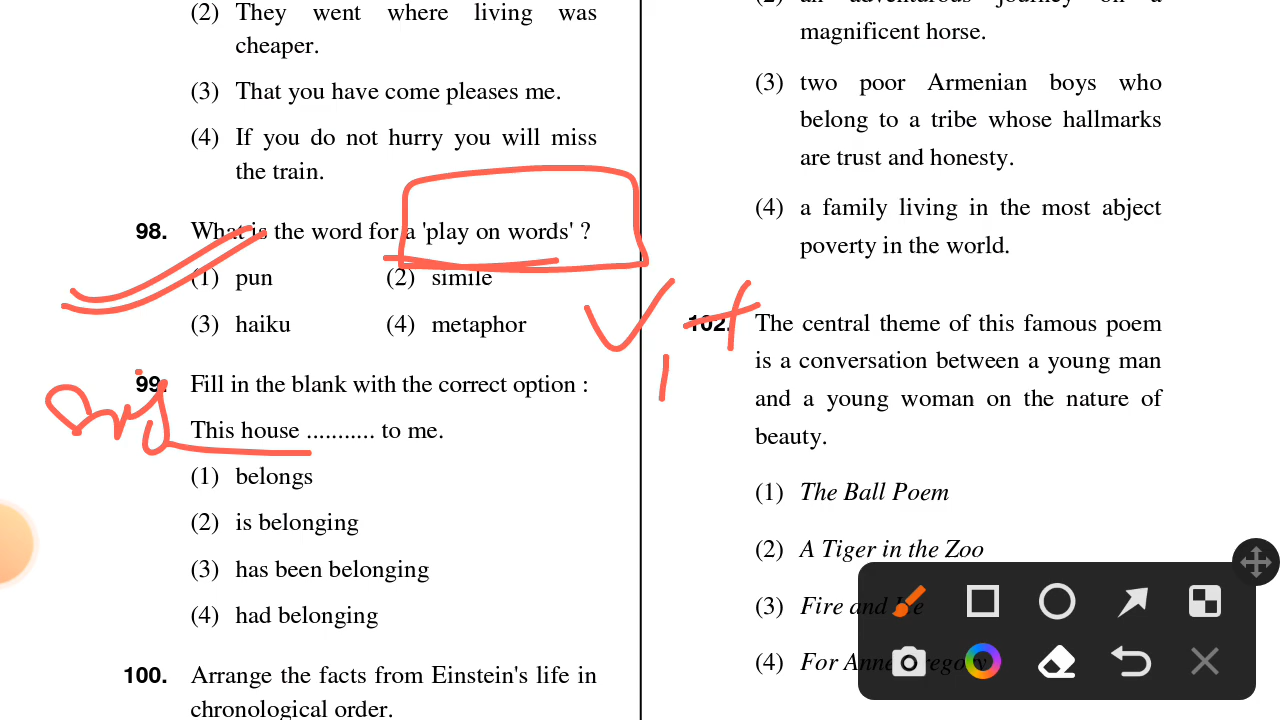 (2) They went where living was
cheaper.
(3) That you have come pleases me.
(4) If you do not hurry you will miss
the train.
98. What is the word for a 'play on words' ?
(1) pun (2) simile
(3) haiku (4) metaphor
99. Fill in the blank with the correct option :
This house ........... to me.
(1) belongs
(2) is belonging
(3) has been belonging
(4) had belonging
100. Arrange the facts from Einstein's life in
chronological order.
(2) an adventurous journey on a
magnificent horse.
(3) two poor Armenian boys who
belong to a tribe whose hallmarks
are trust and honesty.
(4) a family living in the most abject
poverty in the world.
102. The central theme of this famous poem
is a conversation between a young man
and a young woman on the nature of
beauty.
(1) The Ball Poem
(2) A Tiger in the Zoo
(3) Fire and Ice
(4) For Anne Gregory